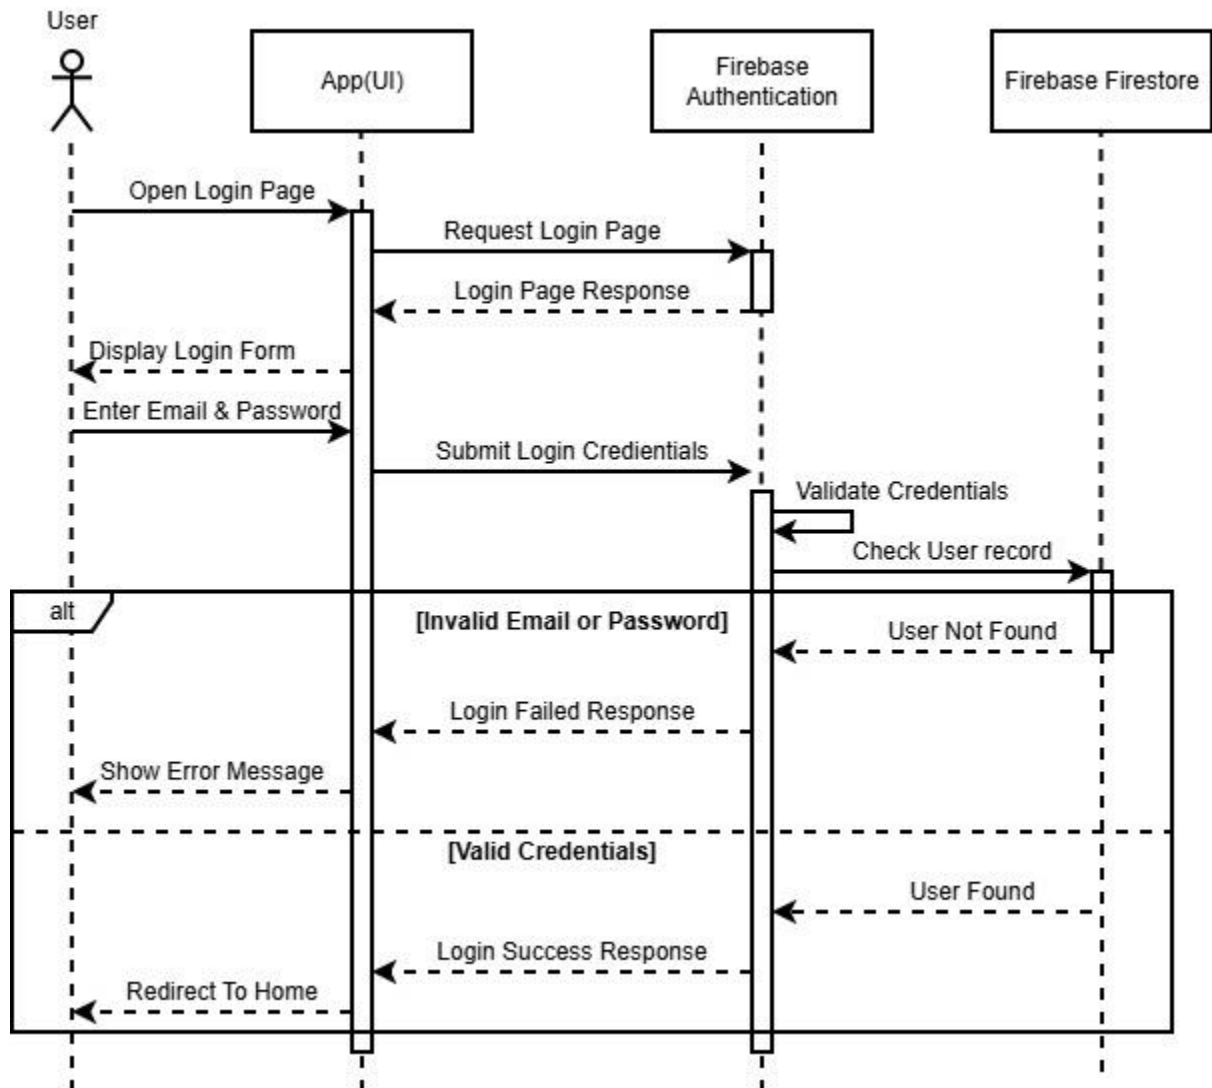 User
App(UI)
Firebase
Authentication
Firebase Firestore
Open Login Page
Request Login Page
Login Page Response
Display Login Form
Enter Email & Password
Submit Login Credientials
Validate Credentials
Check User record
alt
[Invalid Email or Password]
User Not Found
Login Failed Response
Show Error Message
[Valid Credentials]
User Found
Login Success Response
Redirect To Home